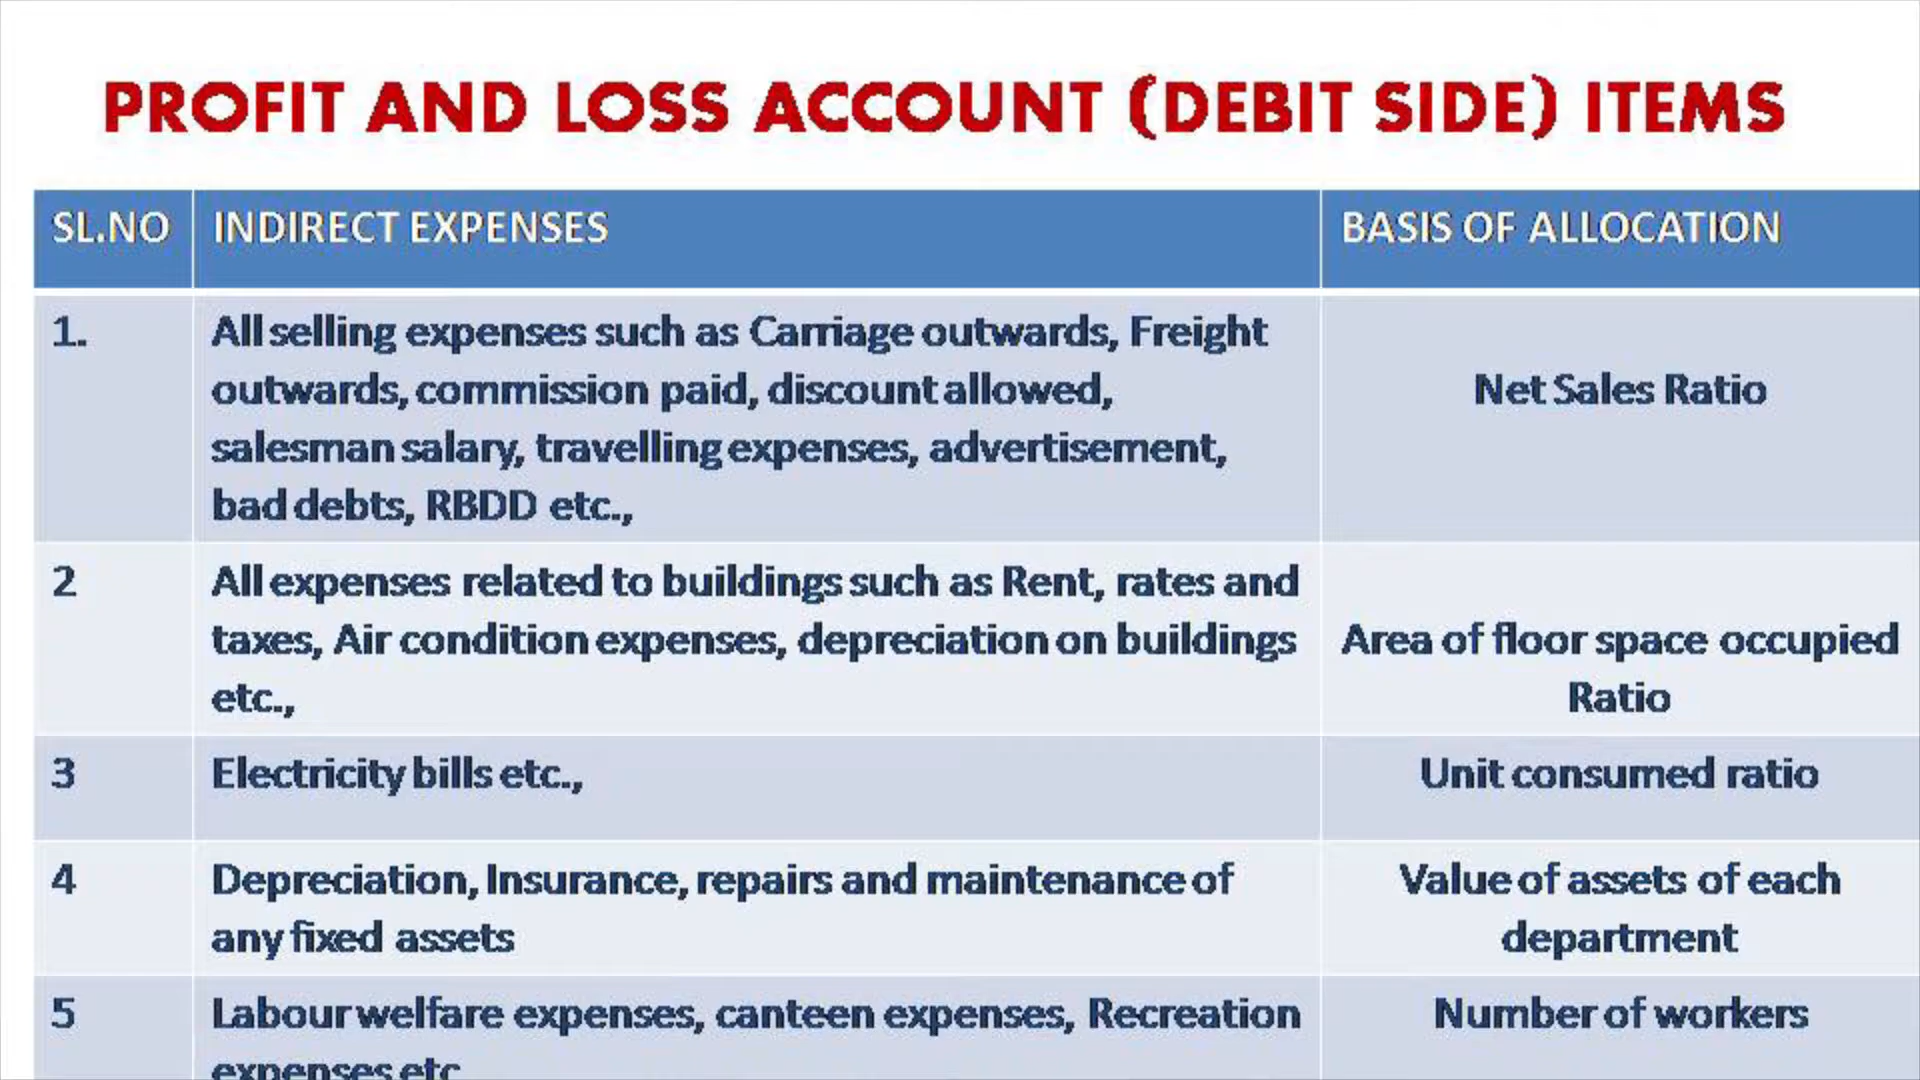 PROFIT AND LOSS ACCOUNT (DEBIT SIDE) ITEMS
SL.NO INDIRECT EXPENSES BASIS OF ALLOCATION
1. All selling expenses such as Carriage outwards, Freight
outwards, commission paid, discount allowed, Net Sales Ratio
salesman salary, travelling expenses, advertisement,
bad debts, RBDD etc.,
2 All expenses related to buildings such as Rent, rates and
taxes, Air condition expenses, depreciation on buildings Area of floor space occupied
etc., Ratio
3 Electricity bills etc., Unit consumed ratio
4 Depreciation, Insurance, repairs and maintenance of Value of assets of each
any fixed assets department
5 Labour welfare expenses, canteen expenses, Recreation Number of workers
expenses etc